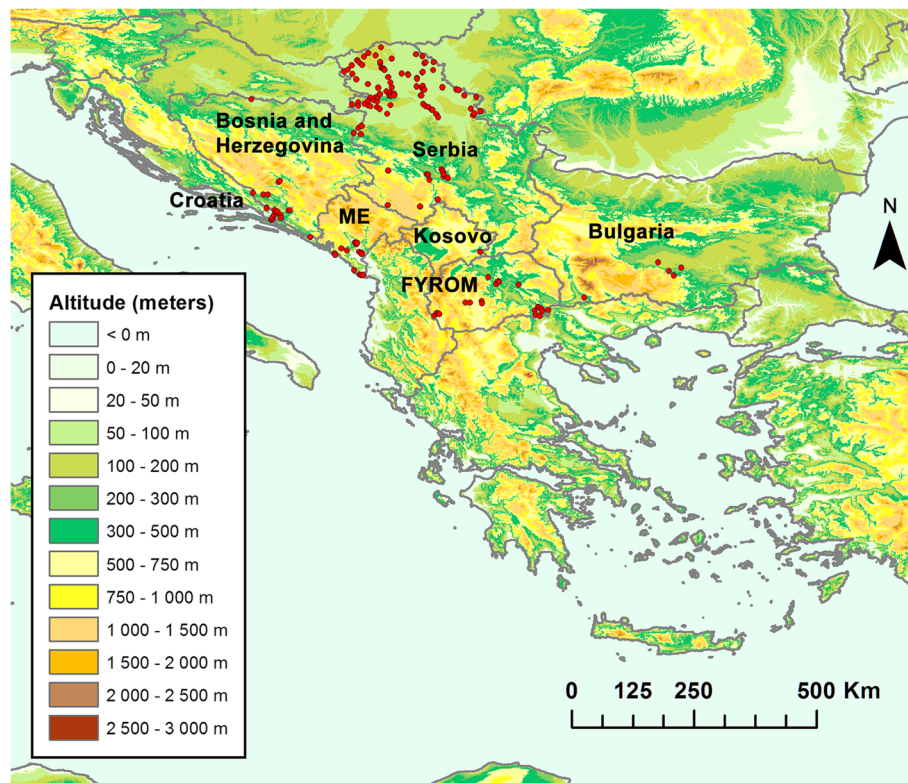 Bosnia and
Herzegovina
Serbia
Croatia
ME
Kosovo
Bulgaria
FYROM
N
Altitude (meters)
< 0 m
0 - 20 m
20 - 50 m
50 - 100 m
100 - 200 m
200 - 300 m
300 - 500 m
500 - 750 m
750 - 1 000 m
1 000 - 1 500 m
1 500 - 2 000 m
2 000 - 2 500 m
2 500 - 3 000 m
0 125 250 500 Km